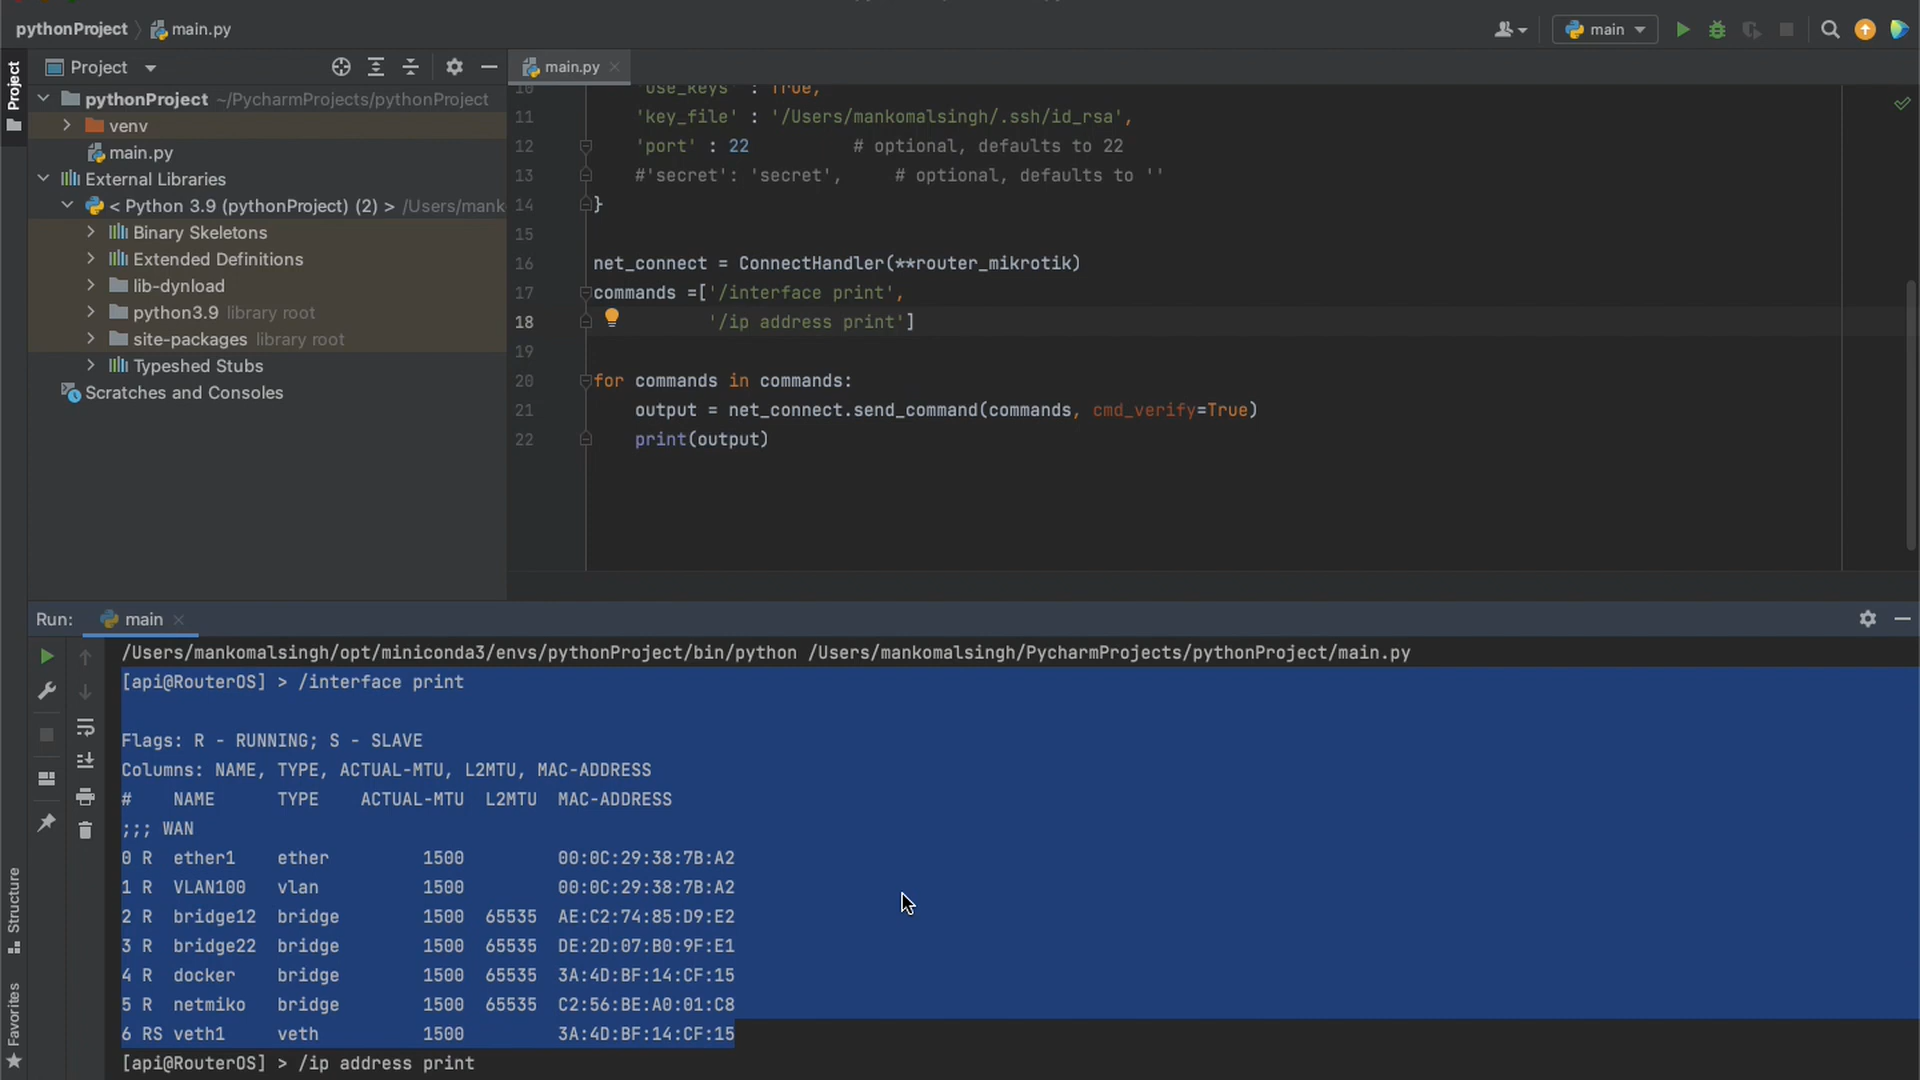 pythonProject main.py
main
Project
Project
main.py
pythonProject ~/PycharmProjects/pythonProject
venv
main.py
External Libraries
< Python 3.9 (pythonProject) (2) > /Users/mank
Binary Skeletons
Extended Definitions
lib-dynload
python3.9 library root
site-packages library root
Typeshed Stubs
Scratches and Consoles
10 'use_keys' : True,
11 'key_file' : '/Users/mankomalsingh/.ssh/id_rsa',
12 'port' : 22 # optional, defaults to 22
13 #'secret': 'secret', # optional, defaults to ''
14 }
15
16 net_connect = ConnectHandler(**router_mikrotik)
17 commands =['/interface print',
18 '/ip address print']
19
20 for commands in commands:
21 output = net_connect.send_command(commands, cmd_verify=True)
22 print(output)
Run: main
/Users/mankomalsingh/opt/miniconda3/envs/pythonProject/bin/python /Users/mankomalsingh/PycharmProjects/pythonProject/main.py
[api@RouterOS] > /interface print
Flags: R - RUNNING; S - SLAVE
Columns: NAME, TYPE, ACTUAL-MTU, L2MTU, MAC-ADDRESS
# NAME TYPE ACTUAL-MTU L2MTU MAC-ADDRESS
;;; WAN
0 R ether1 ether 1500 00:0C:29:38:7B:A2
1 R VLAN100 vlan 1500 00:0C:29:38:7B:A2
2 R bridge12 bridge 1500 65535 AE:C2:74:85:D9:E2
3 R bridge22 bridge 1500 65535 DE:2D:07:B0:9F:E1
4 R docker bridge 1500 65535 3A:4D:BF:14:CF:15
5 R netmiko bridge 1500 65535 C2:56:BE:A0:01:C8
6 RS veth1 veth 1500 3A:4D:BF:14:CF:15
[api@RouterOS] > /ip address print
Structure
Favorites